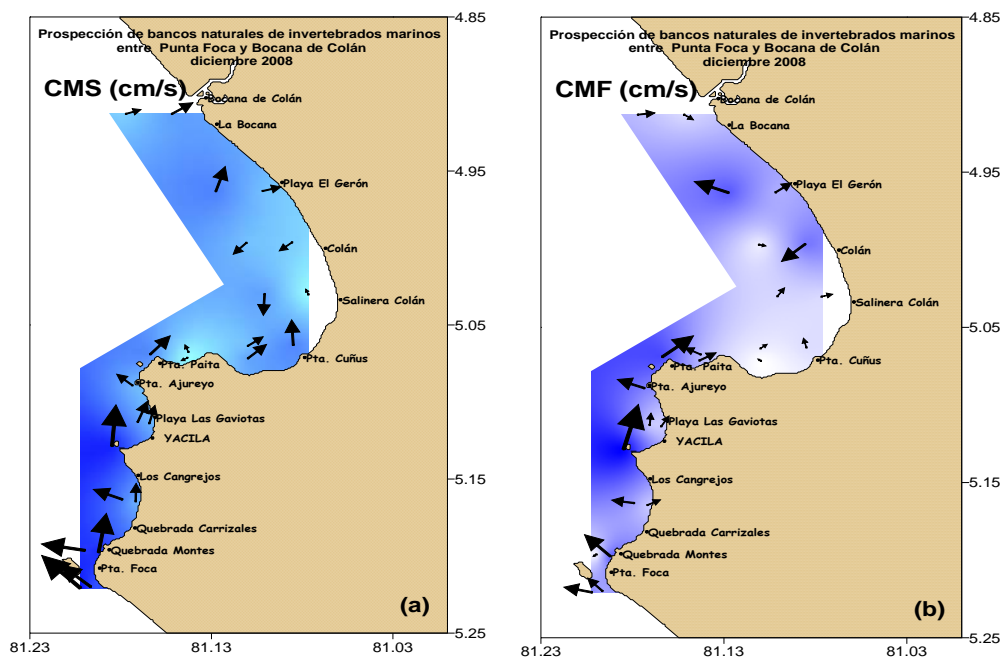 Prospección de bancos naturales de invertebrados marinos
entre Punta Foca y Bocana de Colán
diciembre 2008
CMS (cm/s)
Bocana de Colán
La Bocana
Playa El Gerón
Colán
Salinera Colán
Pta. Cuñus
Pta. Paita
Pta. Ajureyo
Playa Las Gaviotas
YACILA
Los Cangrejos
Quebrada Carrizales
Quebrada Montes
Pta. Foca
(a)
4.85
4.95
5.05
5.15
5.25
81.23
81.13
81.03
Prospección de bancos naturales de invertebrados marinos
entre Punta Foca y Bocana de Colán
diciembre 2008
CMF (cm/s)
Bocana de Colán
La Bocana
Playa El Gerón
Colán
Salinera Colán
Pta. Cuñus
Pta. Paita
Pta. Ajureyo
Playa Las Gaviotas
YACILA
Los Cangrejos
Quebrada Carrizales
Quebrada Montes
Pta. Foca
(b)
4.85
4.95
5.05
5.15
5.25
81.23
81.13
81.03